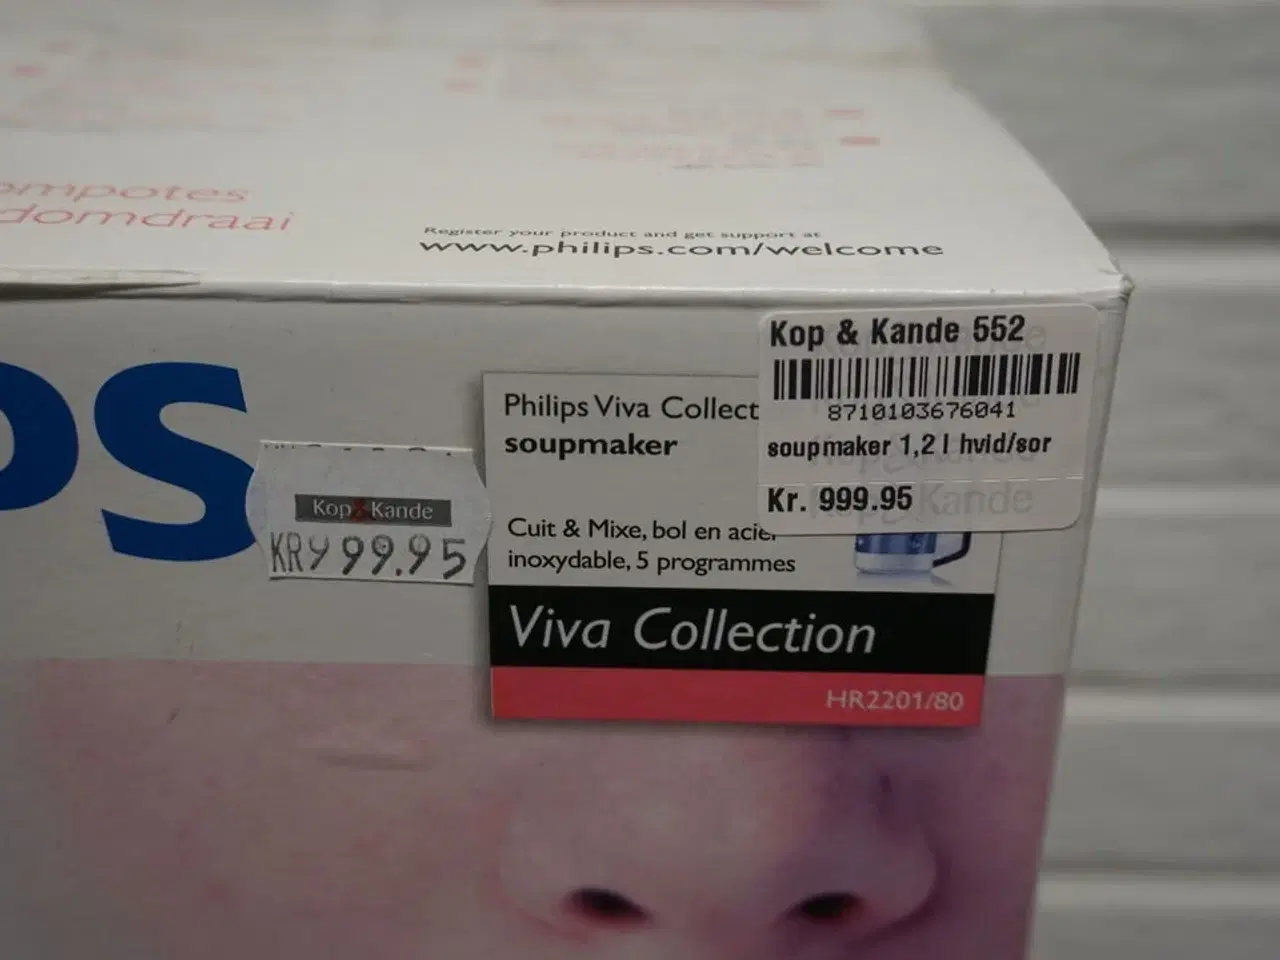 ompotes
domdraai
Register your product and get support at
www.philips.com/welcome
PS
Kop & Kande 552
8710103676041
soupmaker 1,2 l hvid/sor
Kr. 999.95
Philips Viva Collect
soupmaker
Cuit & Mixe, bol en acier
inoxydable, 5 programmes
Viva Collection
HR2201/80
Kop & Kande
KR999.95